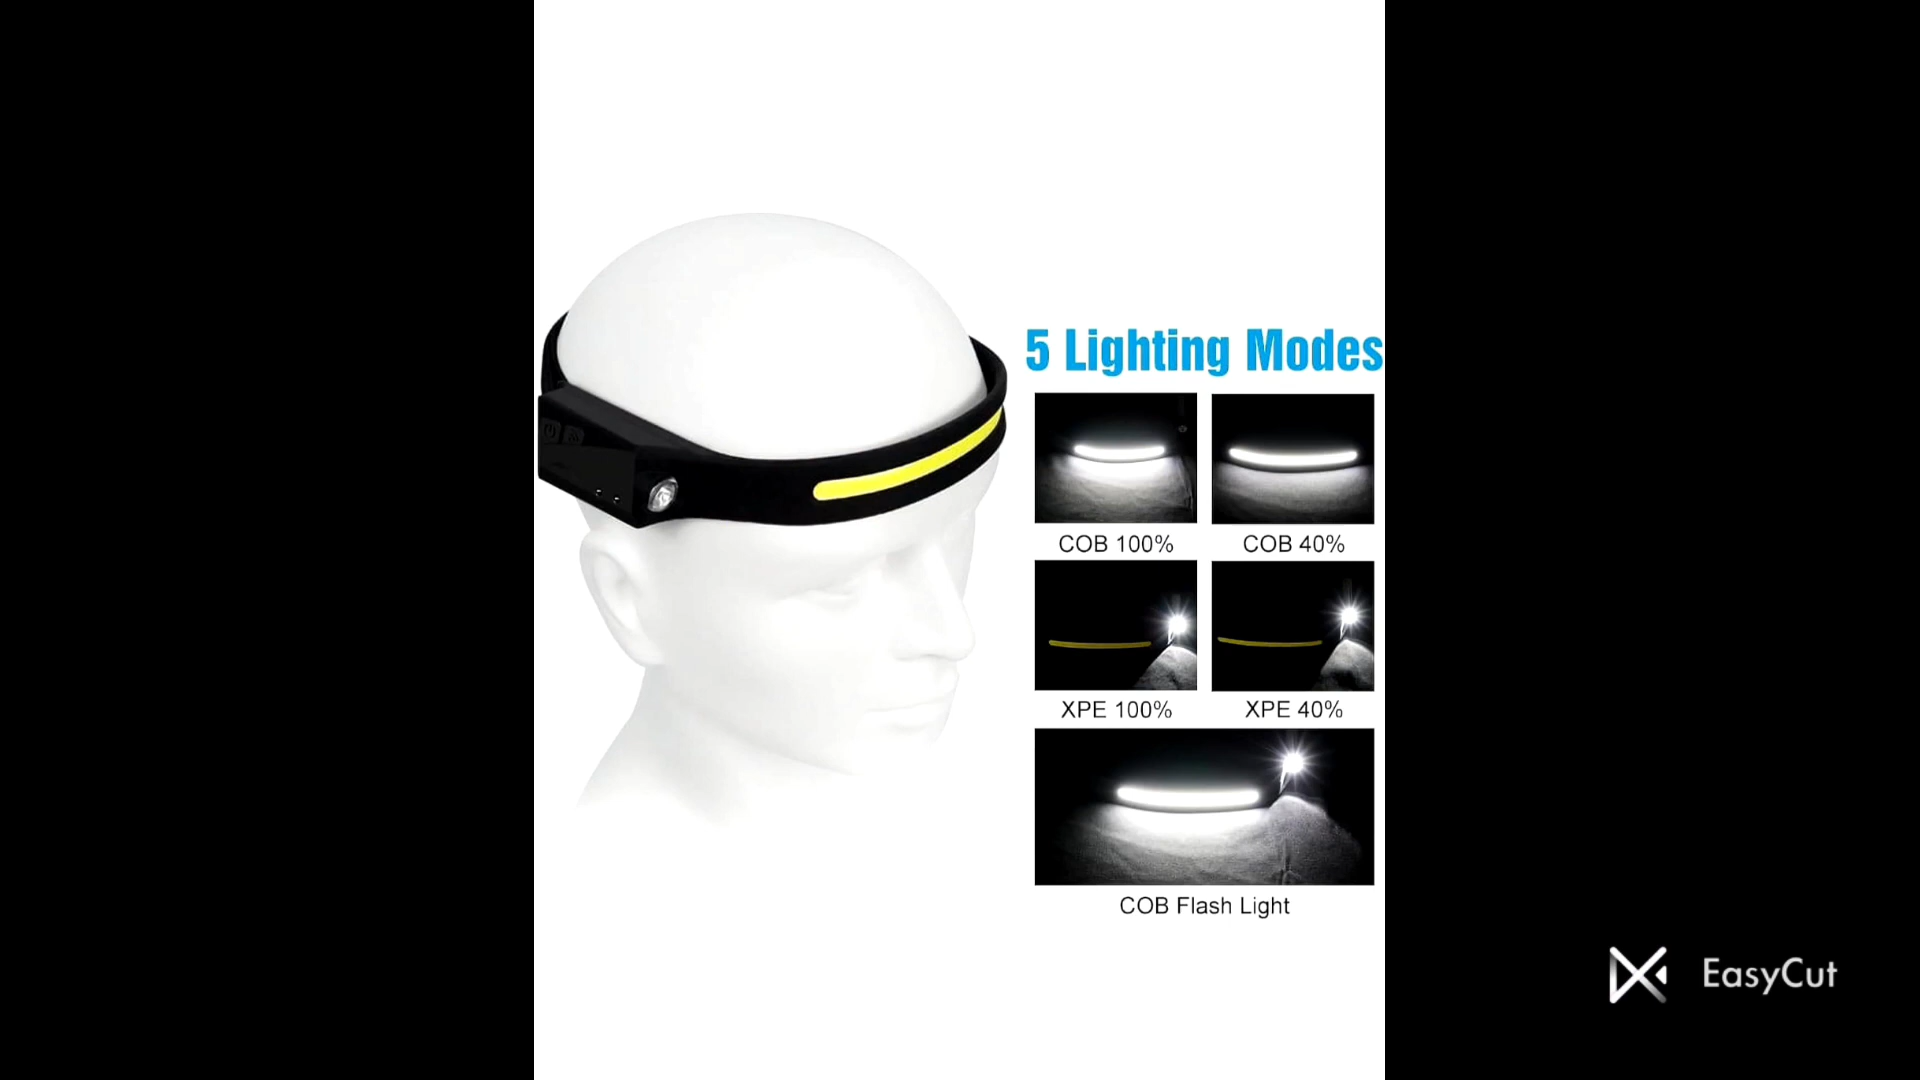 5 Lighting Modes
COB 100%
COB 40%
XPE 100%
XPE 40%
COB Flash Light
EasyCut